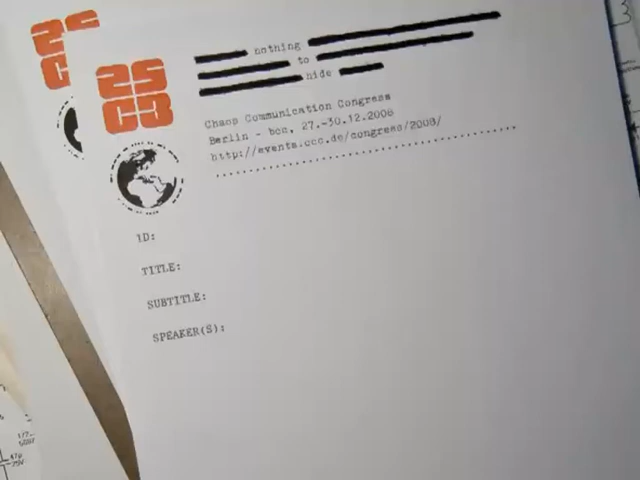 25
C3
nothing
to
hide
Chaos Communication Congress
Berlin - bcc, 27.-30.12.2008
http://events.ccc.de/congress/2008/
ID:
TITLE:
SUBTITLE:
SPEAKER(S):